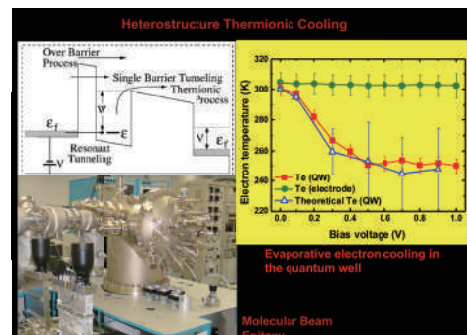 Heterostructure Thermionic Cooling
Over Barrier
Process
Single Barrier Tunneling
Thermionic
Process
W
εf
ε
V
εf
V
Resonant
Tunneling
Electron temperature (K)
320
300
280
260
240
220
Te (QW)
Te (electrode)
Theoretical Te (QW)
0.0 0.2 0.4 0.6 0.8 1.0
Bias voltage (V)
Evaporative electron cooling in
the quantum well
Molecular Beam
Epitaxy